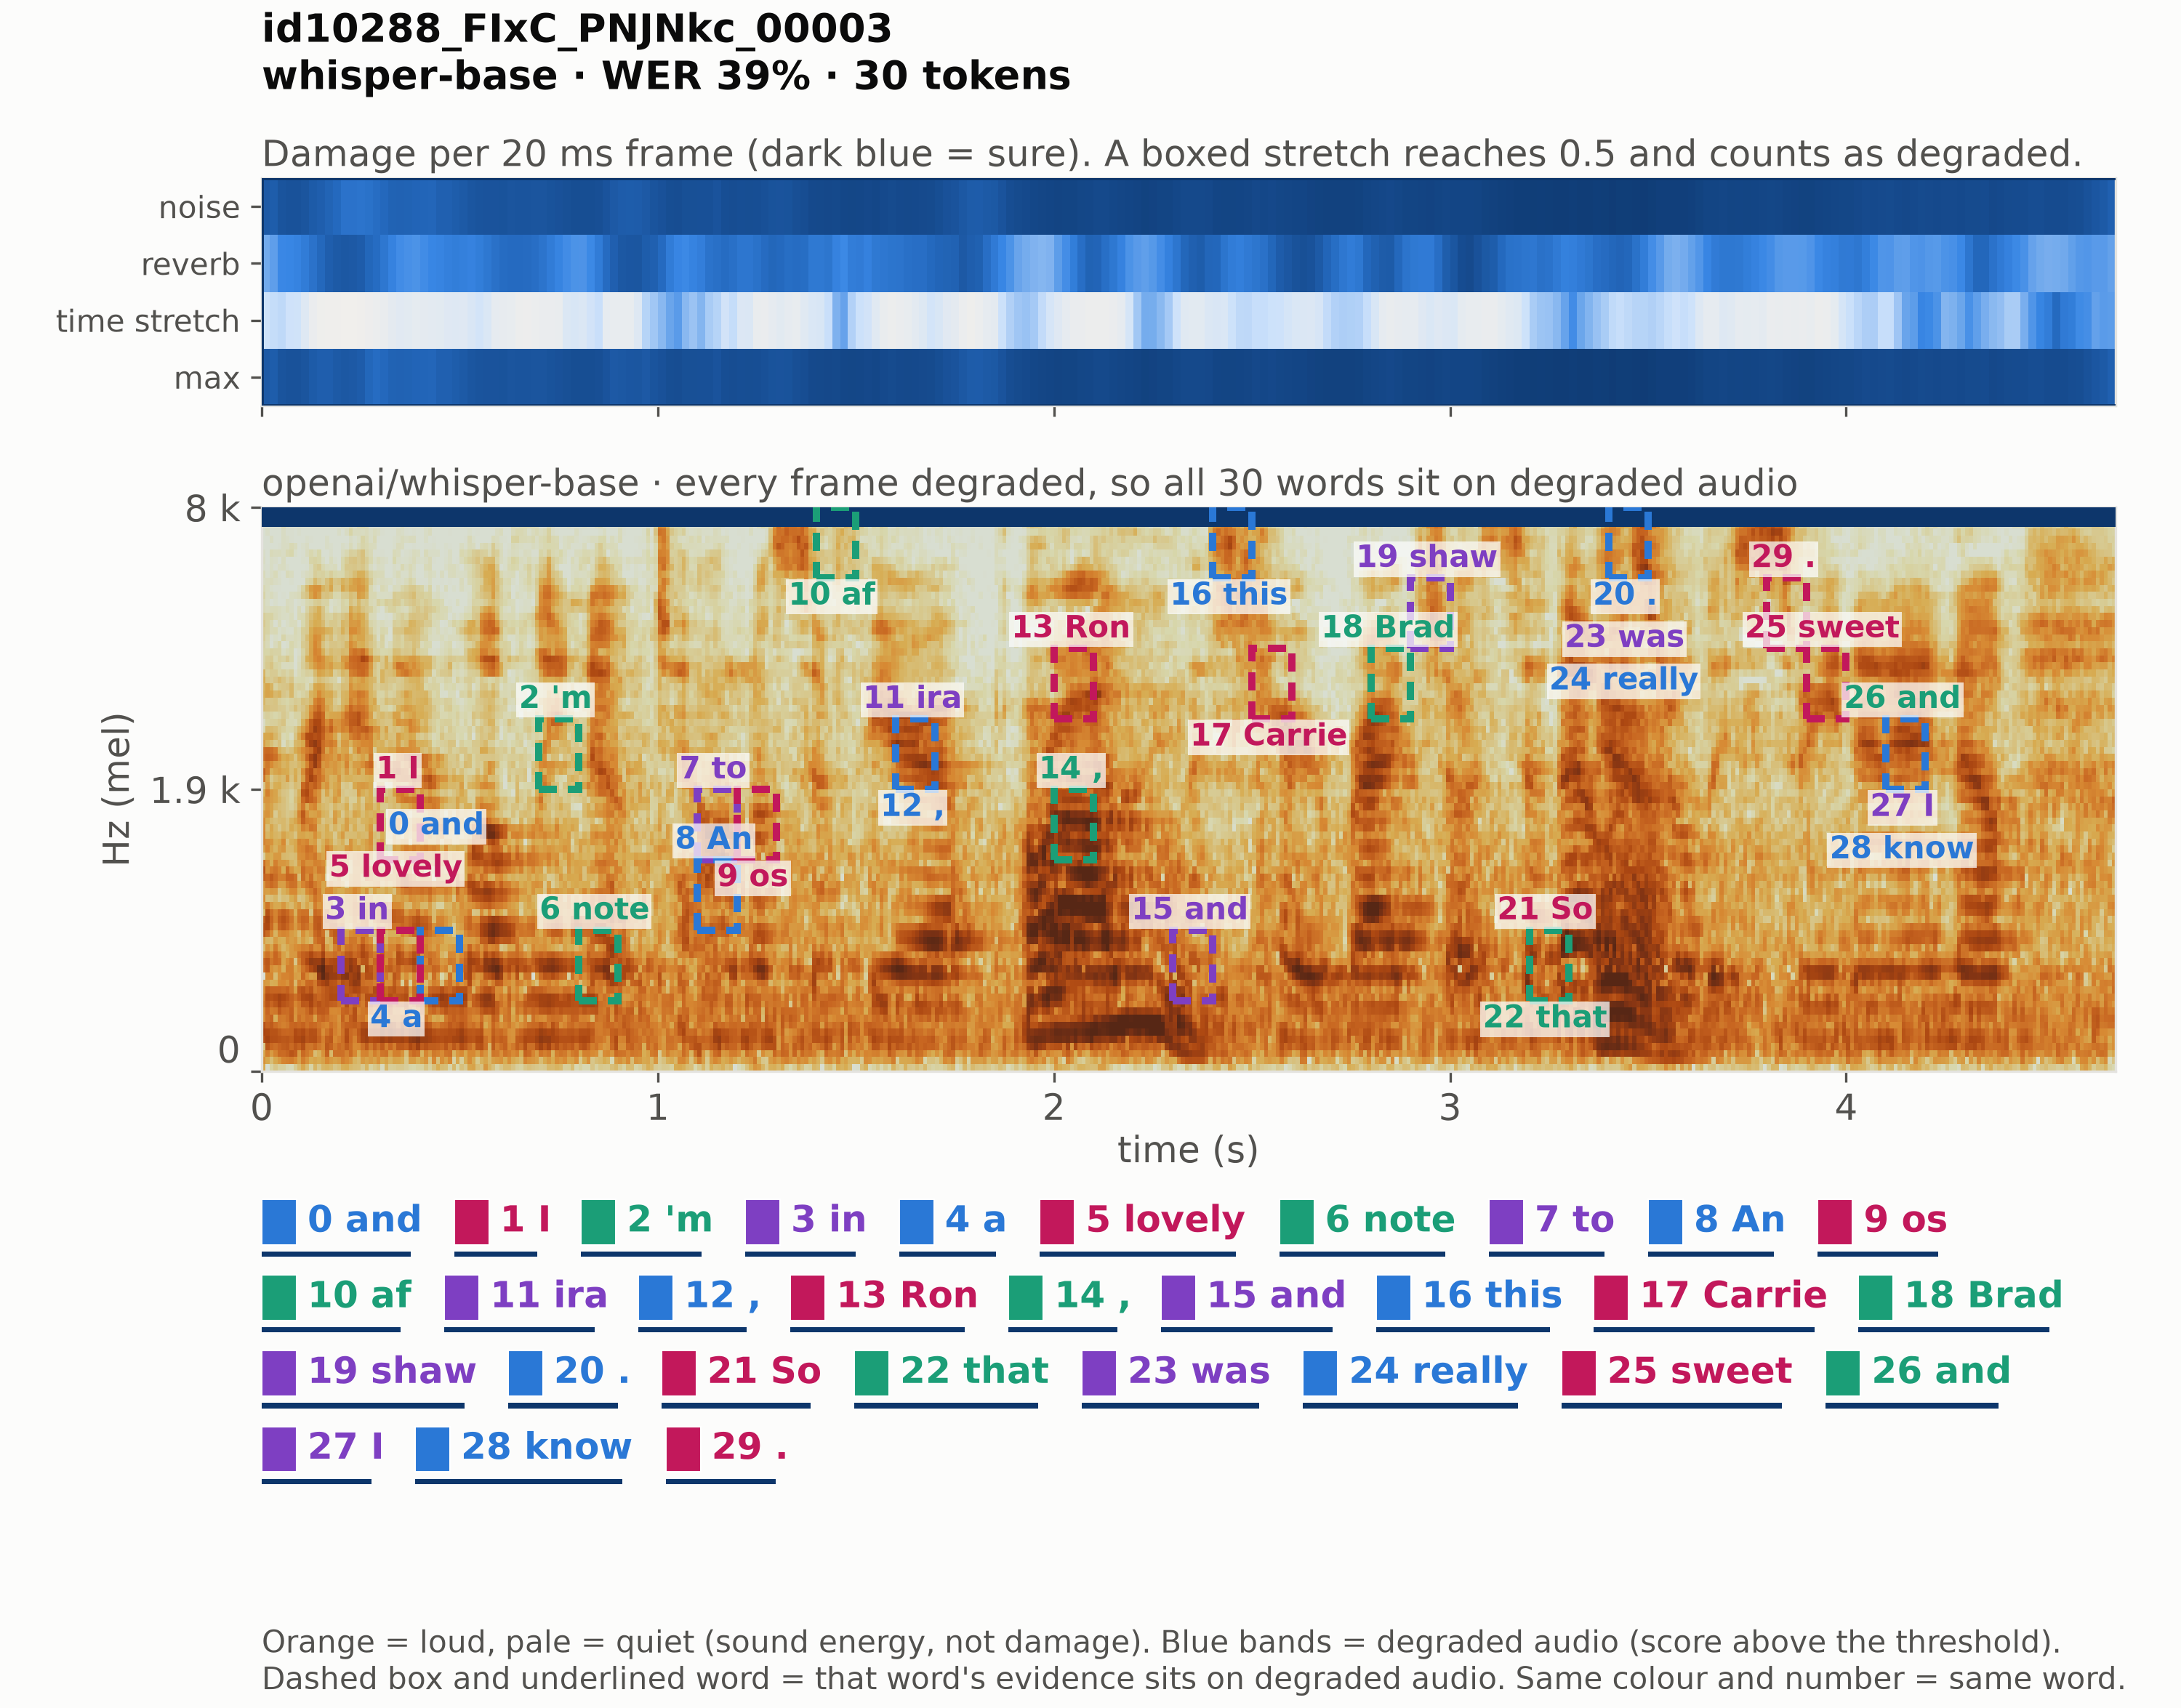 id10288_FIxC_PNJNkc_00003
whisper-base · WER 39% · 30 tokens
Damage per 20 ms frame (dark blue = sure). A boxed stretch reaches 0.5 and counts as degraded.
noise
reverb
time stretch
max
openai/whisper-base · every frame degraded, so all 30 words sit on degraded audio
8 k
1.9 k
0
Hz (mel)
10 af
16 this
19 shaw
20 .
29 .
13 Ron
18 Brad
23 was
25 sweet
2 'm
11 ira
17 Carrie
24 really
26 and
1 I
7 to
14 ,
12 ,
27 I
0 and
8 An
28 know
5 lovely
9 os
3 in
6 note
15 and
21 So
4 a
22 that
0 1 2 3 4
time (s)
0 and 1 I 2 'm 3 in 4 a 5 lovely 6 note 7 to 8 An 9 os
10 af 11 ira 12 , 13 Ron 14 , 15 and 16 this 17 Carrie 18 Brad
19 shaw 20 . 21 So 22 that 23 was 24 really 25 sweet 26 and
27 I 28 know 29 .
Orange = loud, pale = quiet (sound energy, not damage). Blue bands = degraded audio (score above the threshold).
Dashed box and underlined word = that word's evidence sits on degraded audio. Same colour and number = same word.